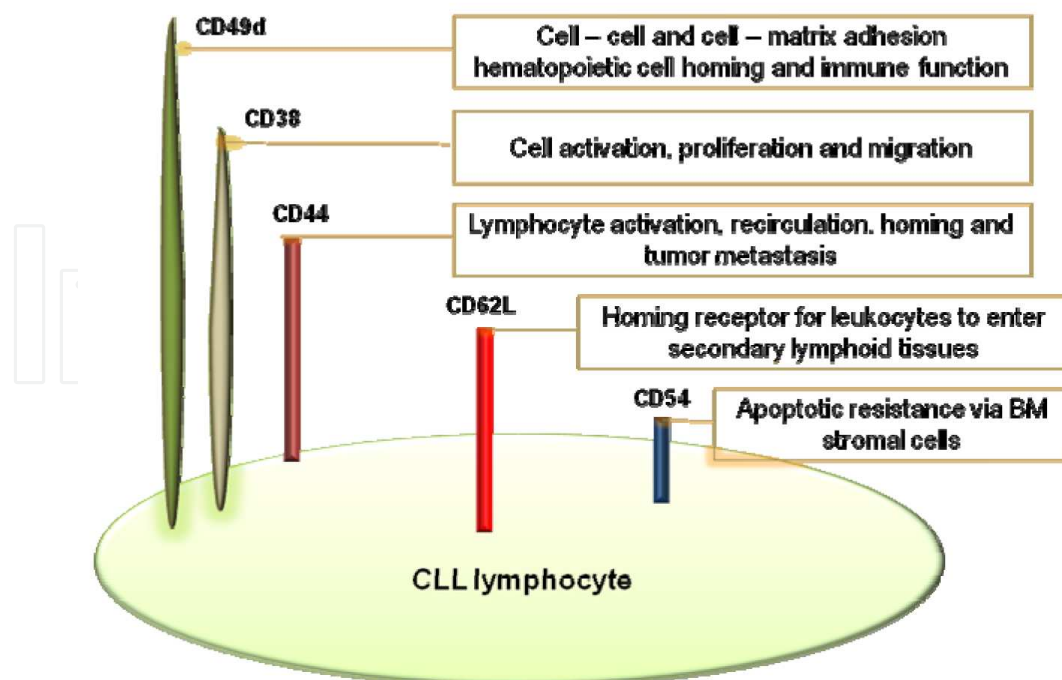 CD49d
Cell – cell and cell – matrix adhesion
hematopoietic cell homing and immune function
CD38
Cell activation, proliferation and migration
CD44
Lymphocyte activation, recirculation, homing and
tumor metastasis
CD62L
Homing receptor for leukocytes to enter
secondary lymphoid tissues
CD54
Apoptotic resistance via BM
stromal cells
CLL lymphocyte